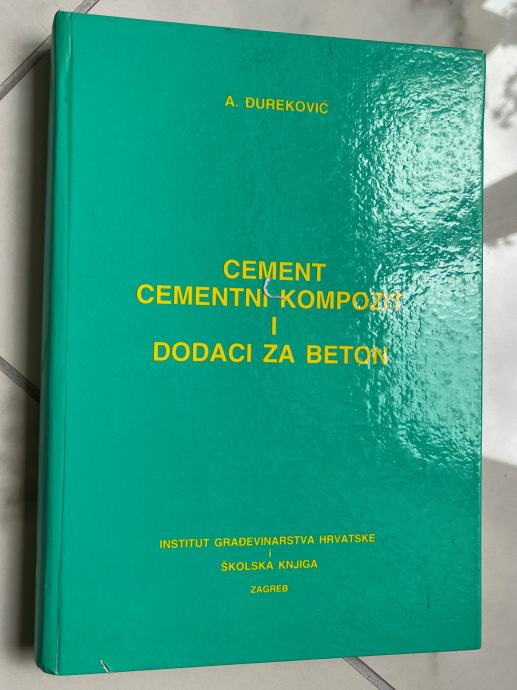 A. ĐUREKOVIĆ
CEMENT
CEMENTNI KOMPOZIT
I
DODACI ZA BETON
INSTITUT GRAĐEVINARSTVA HRVATSKE
i
ŠKOLSKA KNJIGA
ZAGREB